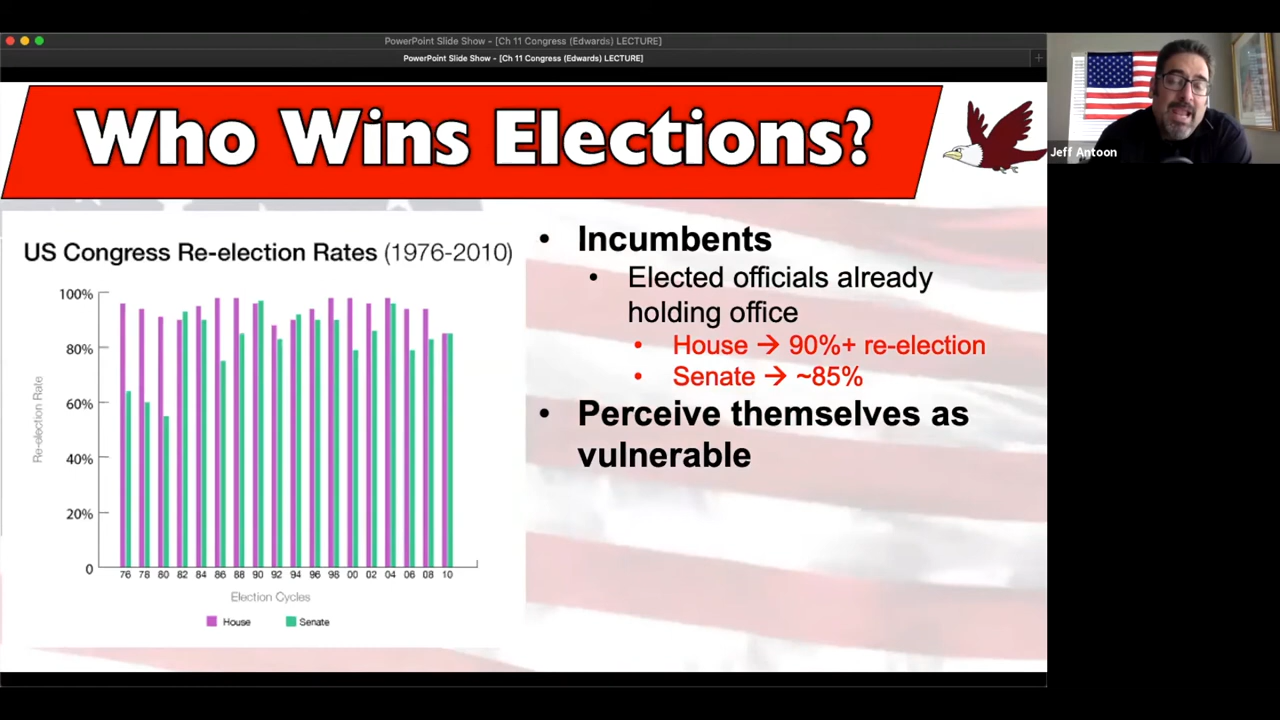 PowerPoint Slide Show - [Ch 11 Congress (Edwards) LECTURE]
PowerPoint Slide Show - [Ch 11 Congress (Edwards) LECTURE]
Jeff Antoon
Who Wins Elections?
US Congress Re-election Rates (1976-2010)
100%
80%
60%
40%
20%
0
Re-election Rate
76 78 80 82 84 86 88 90 92 94 96 98 00 02 04 06 08 10
Election Cycles
House Senate
• Incumbents
• Elected officials already
holding office
• House → 90%+ re-election
• Senate → ~85%
• Perceive themselves as
vulnerable